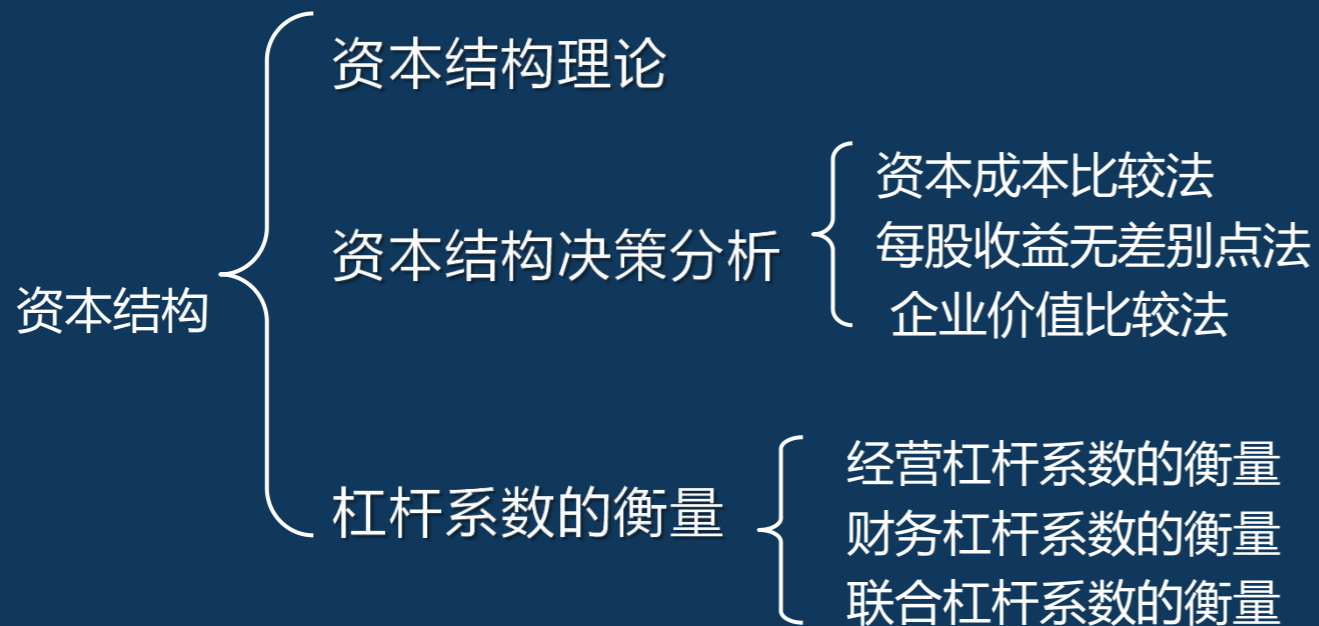 资本结构
资本结构理论
资本结构决策分析
资本成本比较法
每股收益无差别点法
企业价值比较法
杠杆系数的衡量
经营杠杆系数的衡量
财务杠杆系数的衡量
联合杠杆系数的衡量